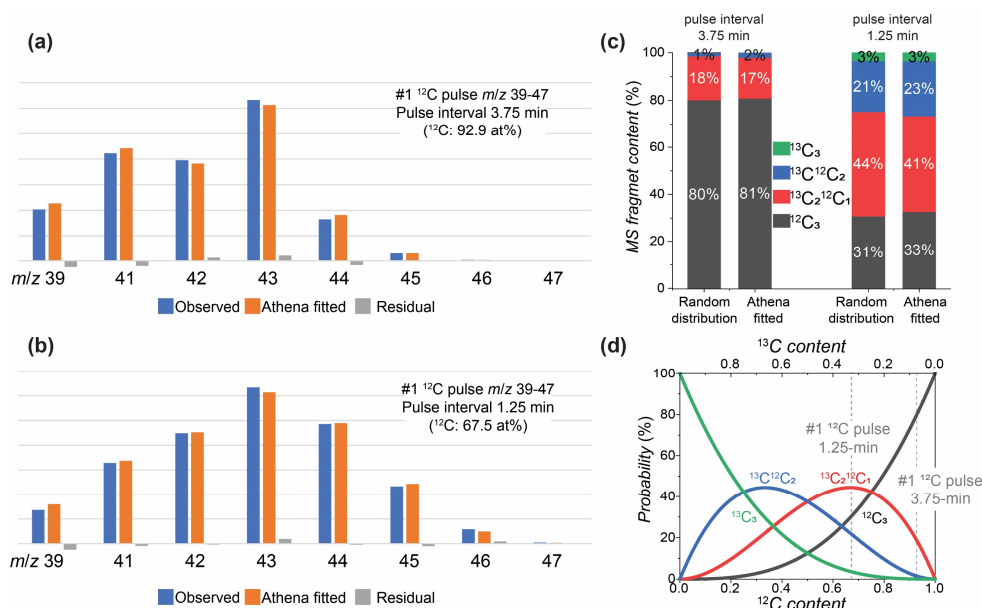 (a)
#1 ¹²C pulse m/z 39-47
Pulse interval 3.75 min
(¹²C: 92.9 at%)
m/z 39 41 42 43 44 45 46 47
Observed Athena fitted Residual
(b)
#1 ¹²C pulse m/z 39-47
Pulse interval 1.25 min
(¹²C: 67.5 at%)
m/z 39 41 42 43 44 45 46 47
Observed Athena fitted Residual
(c)
pulse interval
3.75 min
pulse interval
1.25 min
MS fragmet content (%)
100
80
60
40
20
0
1% 2% 3% 3%
18% 17% 21% 23%
44% 41%
80% 81% 31% 33%
¹³C₃
¹³C¹²C₂
¹³C₂¹²C₁
¹²C₃
Random
distribution
Athena
fitted
Random
distribution
Athena
fitted
(d)
¹³C content
0.8 0.6 0.4 0.2 0.0
Probability (%)
100
80
60
40
20
0
#1 ¹²C pulse
1.25-min
#1 ¹²C pulse
3.75-min
¹³C¹²C₂
¹³C₂¹²C₁
¹³C₃
¹²C₃
0.0 0.2 0.4 0.6 0.8 1.0
¹²C content